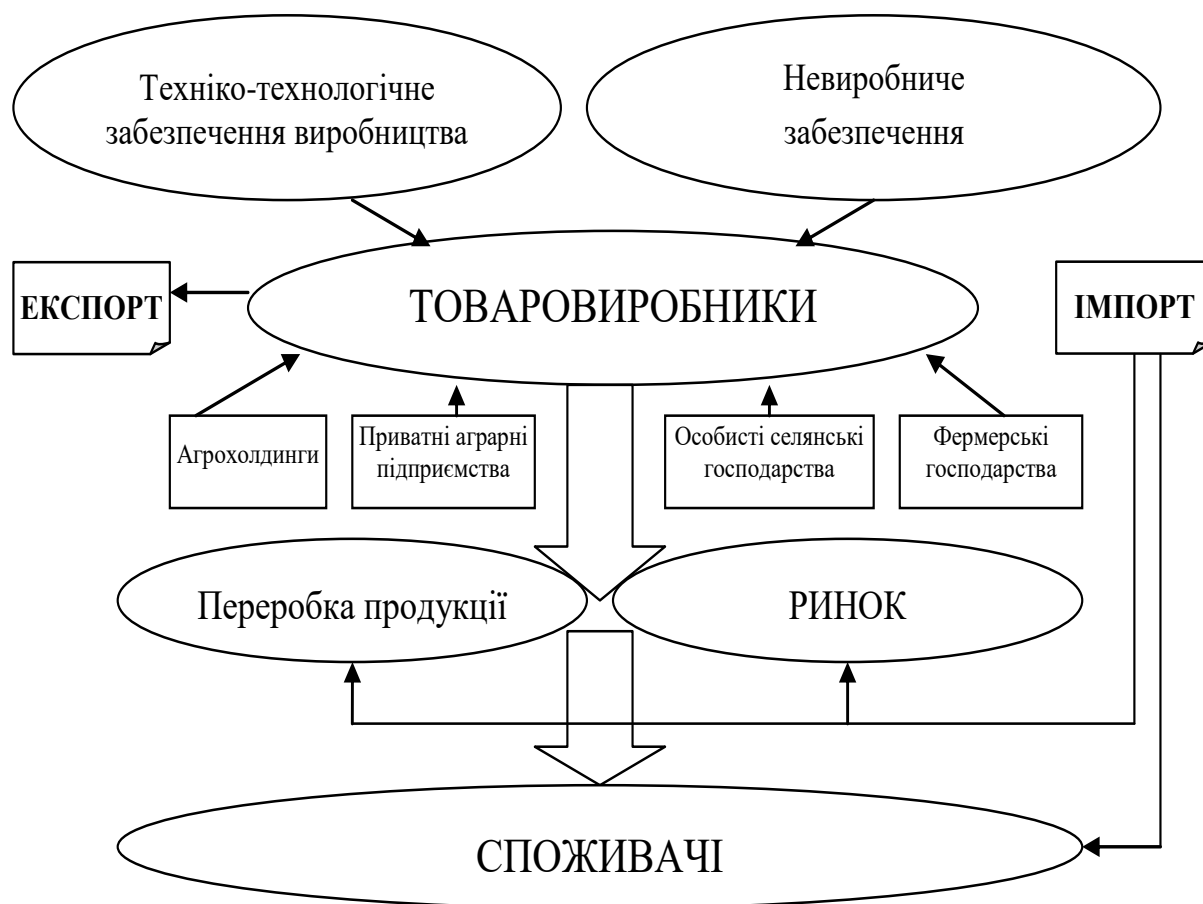 Техніко-технологічне
забезпечення виробництва
Невиробниче
забезпечення
ЕКСПОРТ
ТОВАРОВИРОБНИКИ
ІМПОРТ
Агрохолдинги
Приватні аграрні
підприємства
Особисті селянські
господарства
Фермерські
господарства
Переробка продукції
РИНОК
СПОЖИВАЧІ